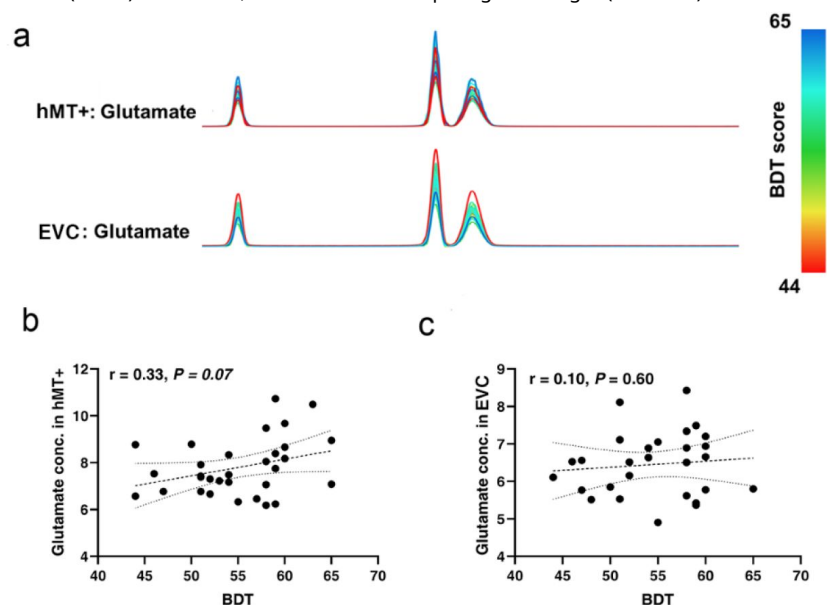 a
65
hMT+: Glutamate
BDT score
EVC: Glutamate
44
b
c
r = 0.33, P = 0.07
Glutamate conc. in hMT+
12
10
8
6
4
40 45 50 55 60 65 70
BDT
r = 0.10, P = 0.60
Glutamate conc. in EVC
9
8
7
6
5
4
40 45 50 55 60 65 70
BDT